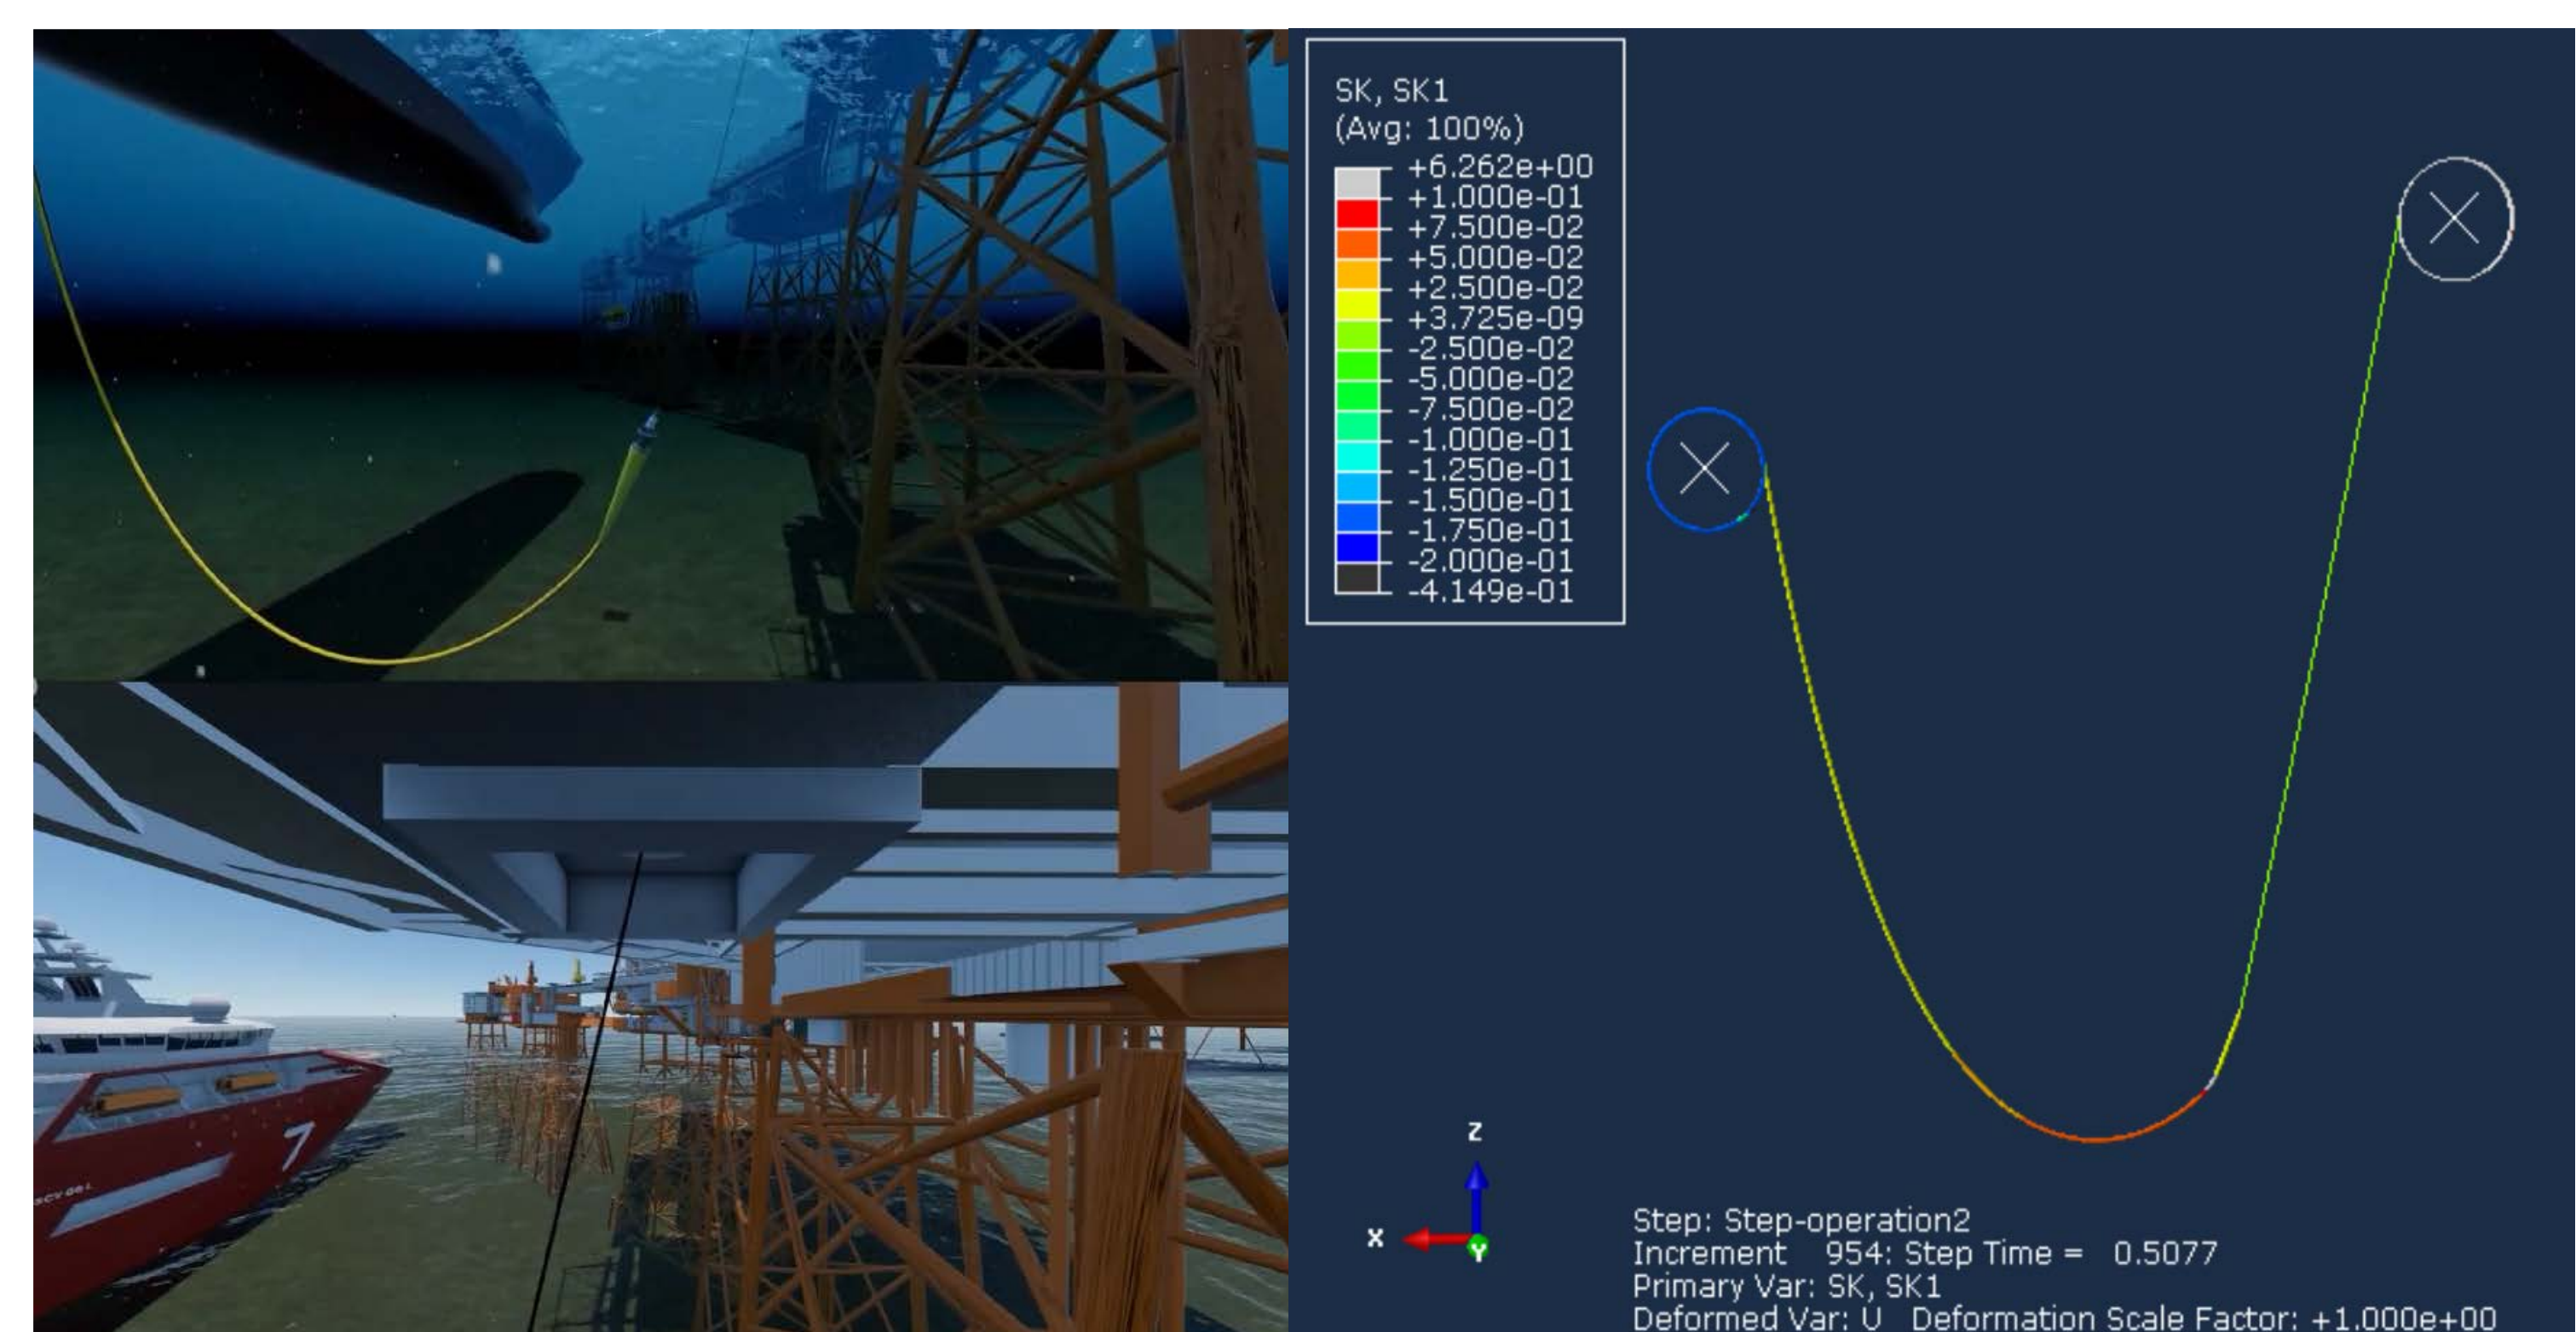 7
SK, SK1
(Avg: 100%)
+6.262e+00
+1.000e-01
+7.500e-02
+5.000e-02
+2.500e-02
+3.725e-09
-2.500e-02
-5.000e-02
-7.500e-02
-1.000e-01
-1.250e-01
-1.500e-01
-1.750e-01
-2.000e-01
-4.149e-01
Z
X
Y
Step: Step-operation2
Increment 954: Step Time = 0.5077
Primary Var: SK, SK1
Deformed Var: U Deformation Scale Factor: +1.000e+00